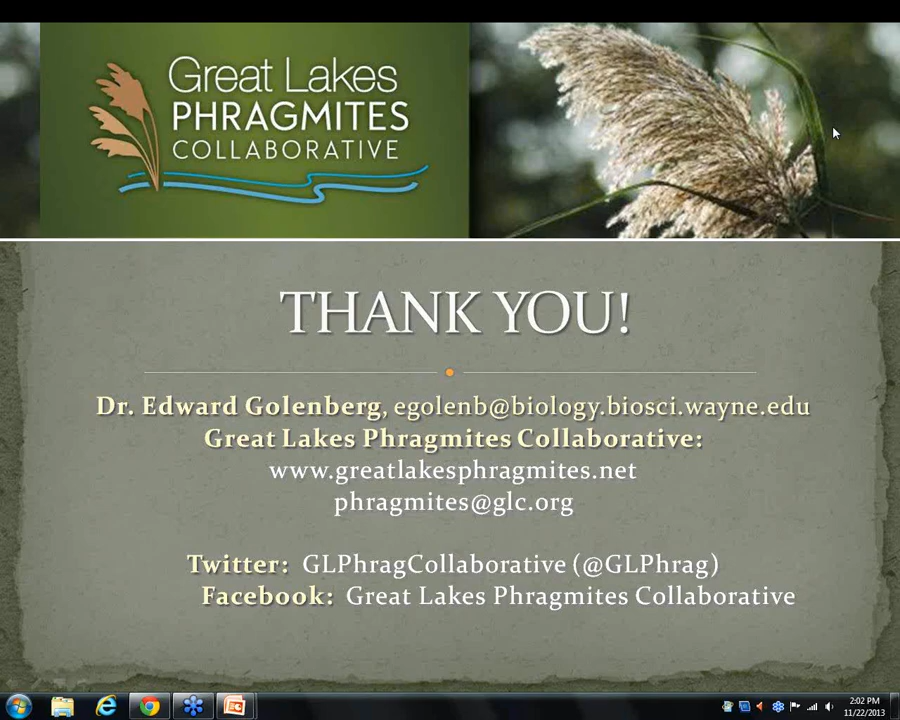 Great Lakes
PHRAGMITES
COLLABORATIVE
THANK YOU!
Dr. Edward Golenberg, egolenb@biology.biosci.wayne.edu
Great Lakes Phragmites Collaborative:
www.greatlakesphragmites.net
phragmites@glc.org
Twitter: GLPhragCollaborative (@GLPhrag)
Facebook: Great Lakes Phragmites Collaborative
2:02 PM
11/22/2013